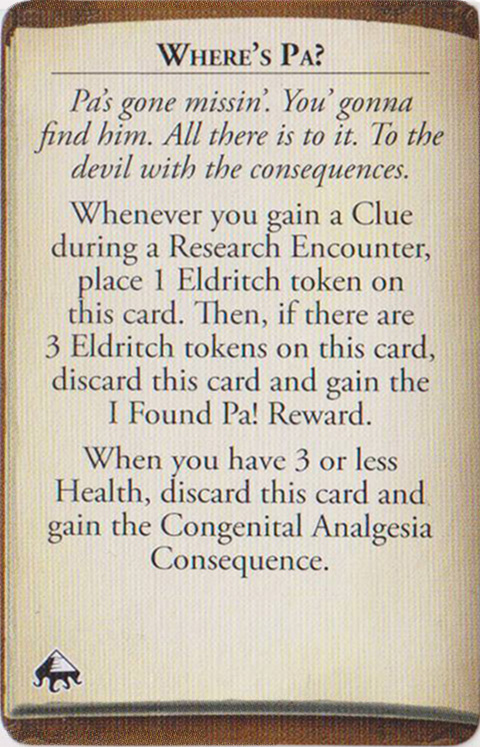 WHERE'S PA?
Pa's gone missin'. You' gonna
find him. All there is to it. To the
devil with the consequences.
Whenever you gain a Clue
during a Research Encounter,
place 1 Eldritch token on
this card. Then, if there are
3 Eldritch tokens on this card,
discard this card and gain the
I Found Pa! Reward.
When you have 3 or less
Health, discard this card and
gain the Congenital Analgesia
Consequence.